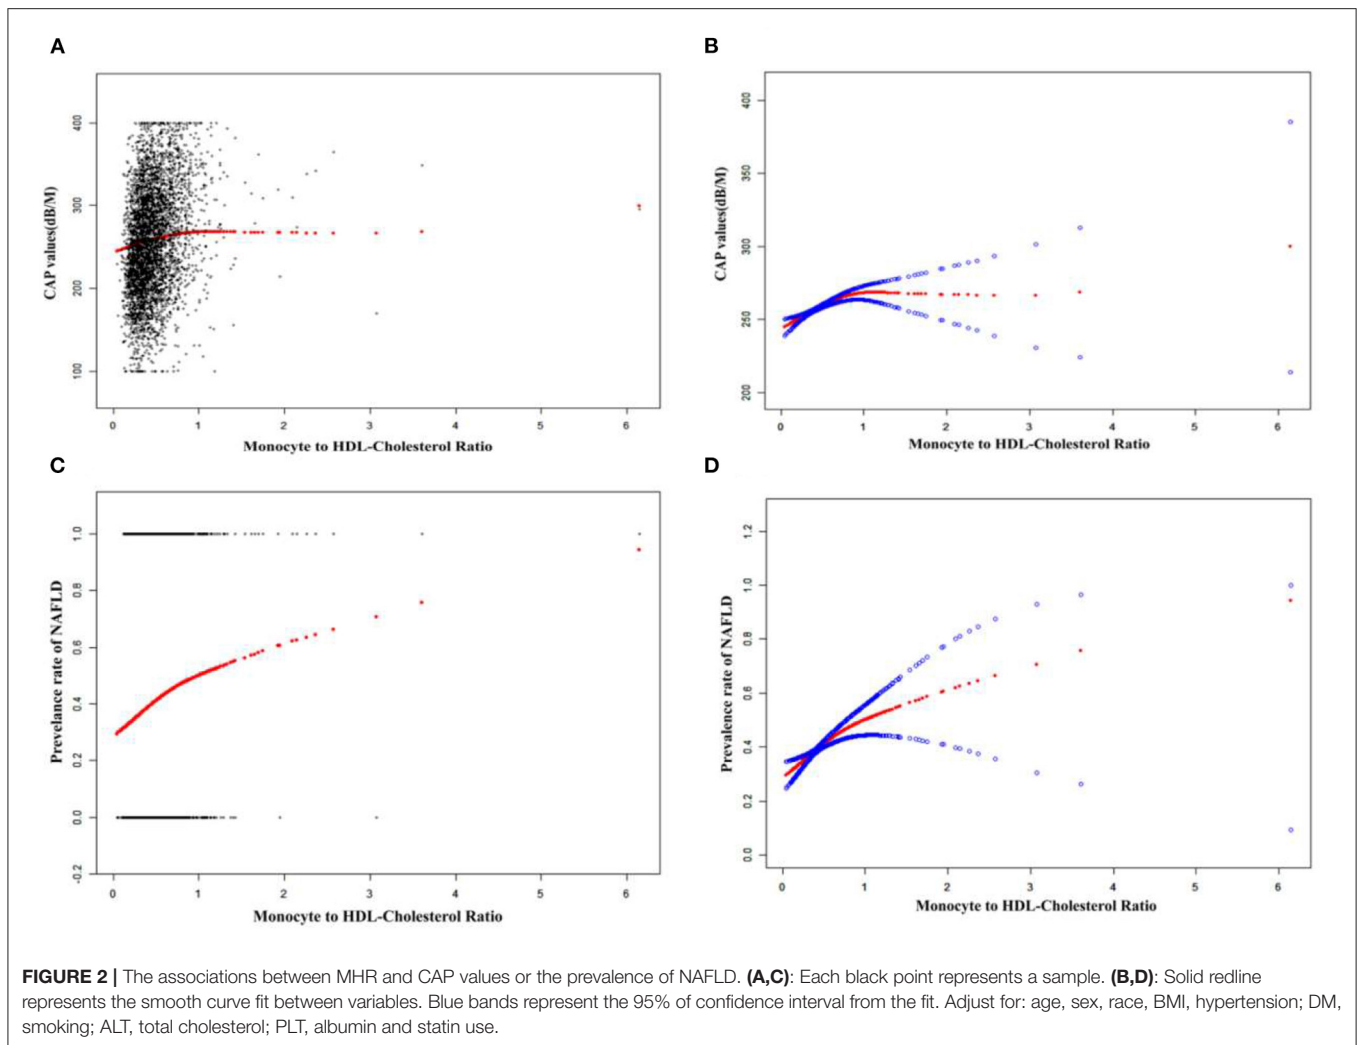 A
B
CAP values(dB/M)
400
300
200
100
0 1 2 3 4 5 6
Monocyte to HDL-Cholesterol Ratio
CAP values(dB/M)
400
350
300
250
200
0 1 2 3 4 5 6
Monocyte to HDL-Cholesterol Ratio
C
D
Prevelance rate of NAFLD
1.0
0.8
0.6
0.4
0.2
0.0
-0.2
0 1 2 3 4 5 6
Monocyte to HDL-Cholesterol Ratio
Prevalence rate of NAFLD
1.2
1.0
0.8
0.6
0.4
0.2
0.0
0 1 2 3 4 5 6
Monocyte to HDL-Cholesterol Ratio
FIGURE 2 | The associations between MHR and CAP values or the prevalence of NAFLD. (A,C): Each black point represents a sample. (B,D): Solid redline
represents the smooth curve fit between variables. Blue bands represent the 95% of confidence interval from the fit. Adjust for: age, sex, race, BMI, hypertension; DM,
smoking; ALT, total cholesterol; PLT, albumin and statin use.